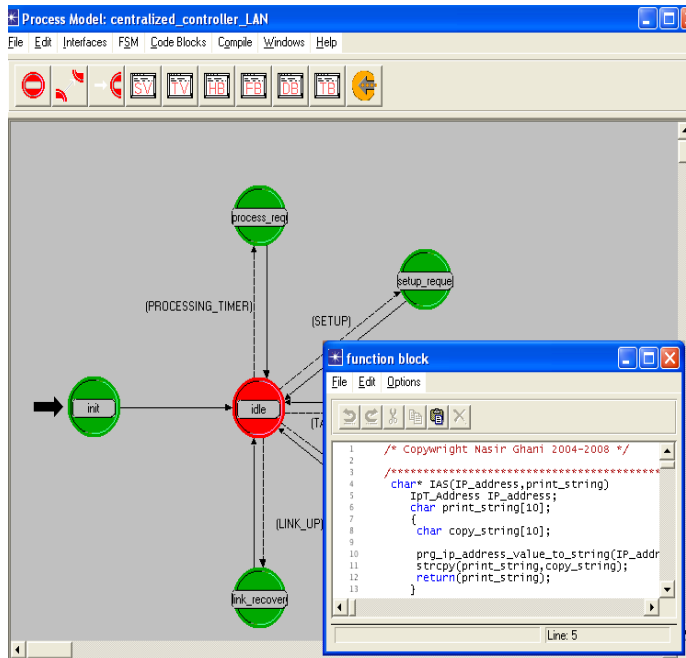 Process Model: centralized_controller_LAN
File Edit Interfaces FSM Code Blocks Compile Windows Help
SV TV HB FB DB TB
process_req
setup_reque
(PROCESSING_TIMER)
(SETUP)
init
idle
(TA
(LINK_UP)
link_recover
function block
File Edit Options
1 /* Copywright Nasir Ghani 2004-2008 */
2
3 /******************************************
4 char* IAS(IP_address,print_string)
5 IpT_Address IP_address;
6 char print_string[10];
7 {
8 char copy_string[10];
9
10 prg_ip_address_value_to_string(IP_addr
11 strcpy(print_string,copy_string);
12 return(print_string);
13 }
Line: 5